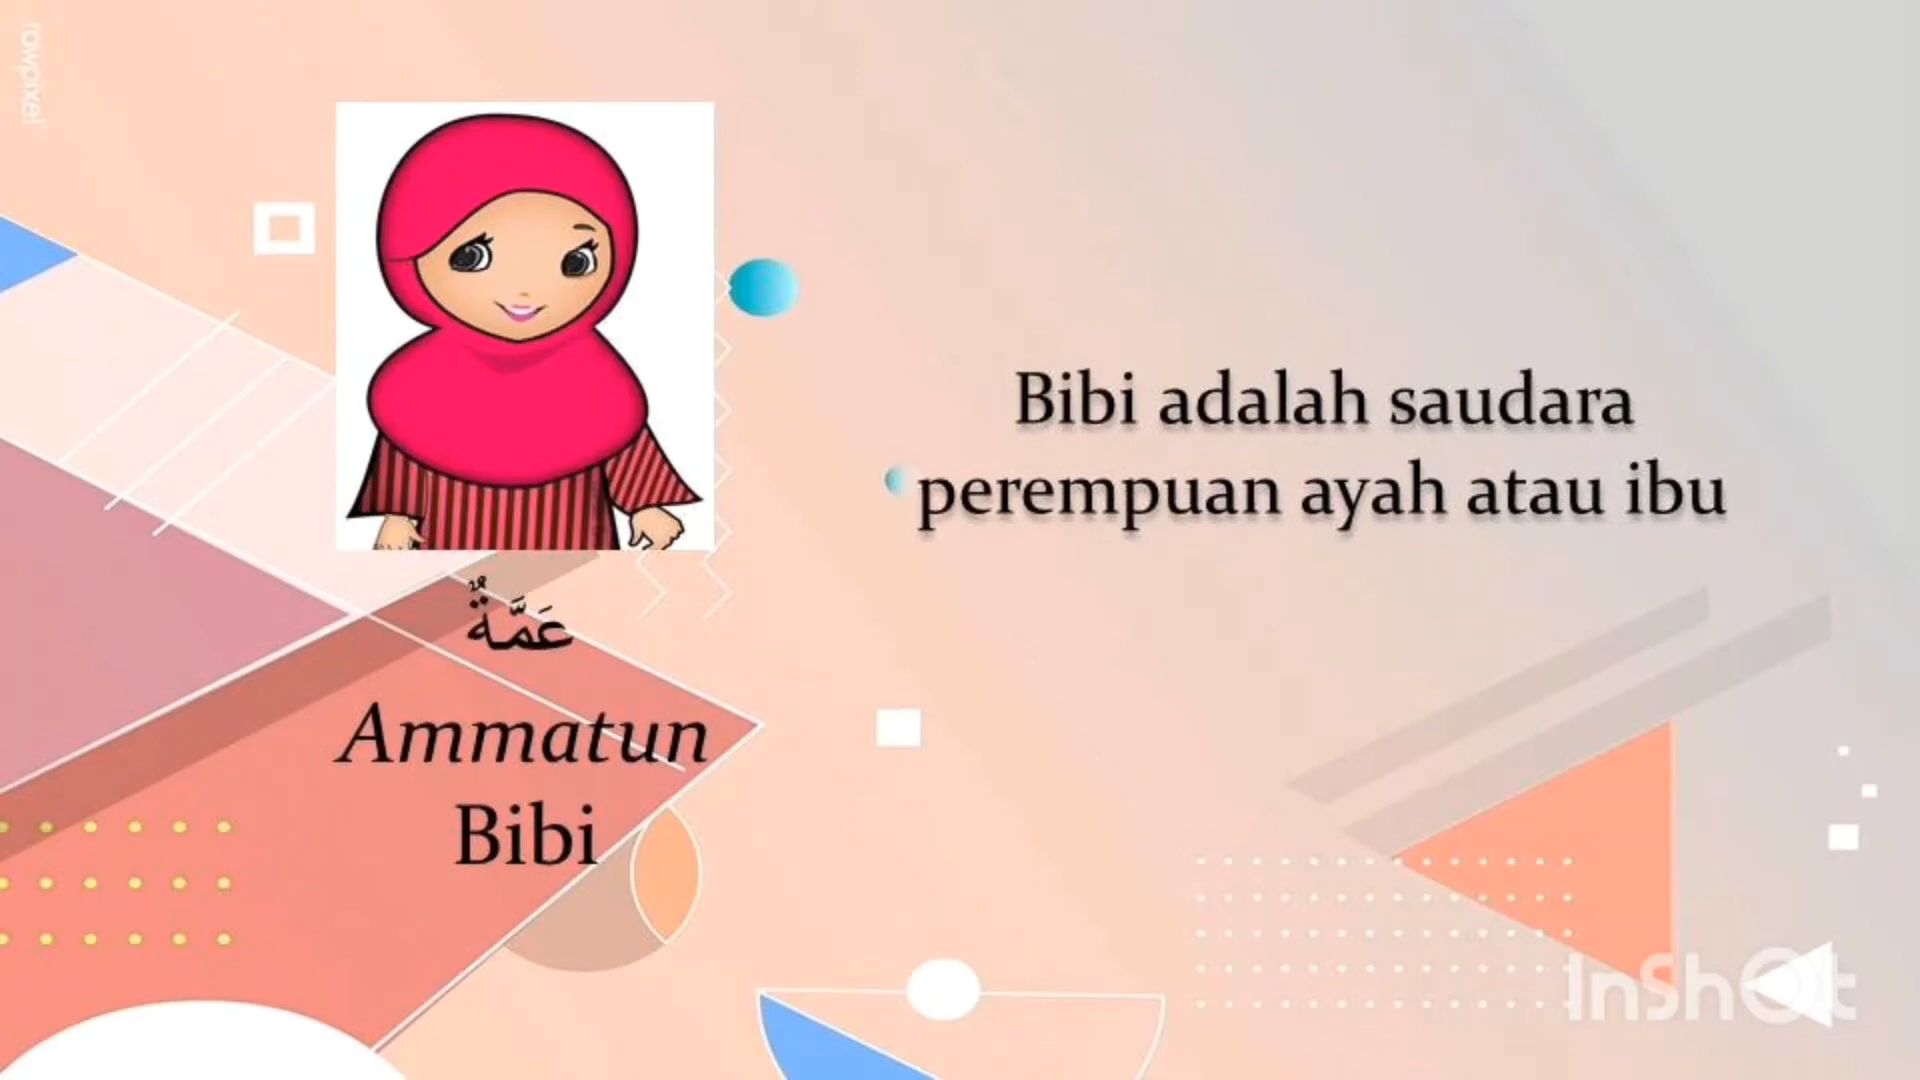 rawpixel
Bibi adalah saudara
perempuan ayah atau ibu
عَمَّةٌ
Ammatun
Bibi
InShOt